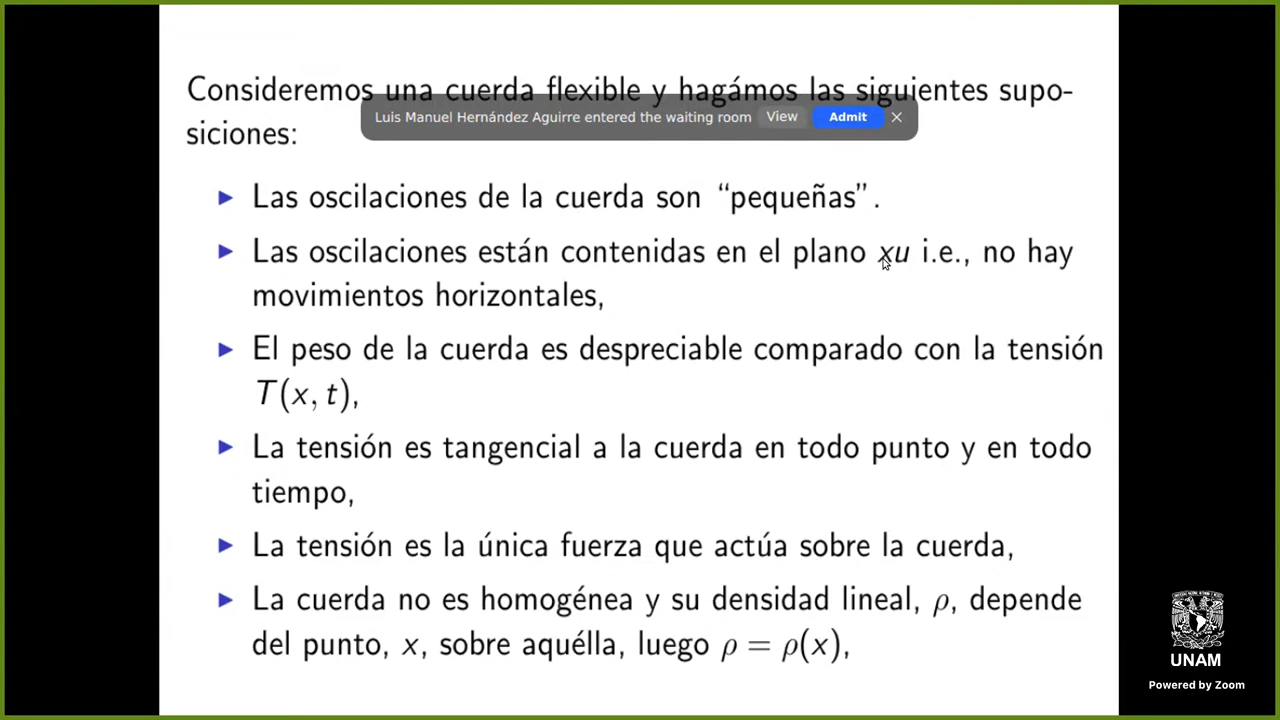 Consideremos una cuerda flexible y hagámos las siguientes supo-
Luis Manuel Hernández Aguirre entered the waiting room View Admit ×
siciones:
▶ Las oscilaciones de la cuerda son “pequeñas”.
▶ Las oscilaciones están contenidas en el plano xu i.e., no hay
movimientos horizontales,
▶ El peso de la cuerda es despreciable comparado con la tensión
T(x, t),
▶ La tensión es tangencial a la cuerda en todo punto y en todo
tiempo,
▶ La tensión es la única fuerza que actúa sobre la cuerda,
▶ La cuerda no es homogénea y su densidad lineal, ρ, depende
del punto, x, sobre aquélla, luego ρ = ρ(x),
UNAM
Powered by Zoom